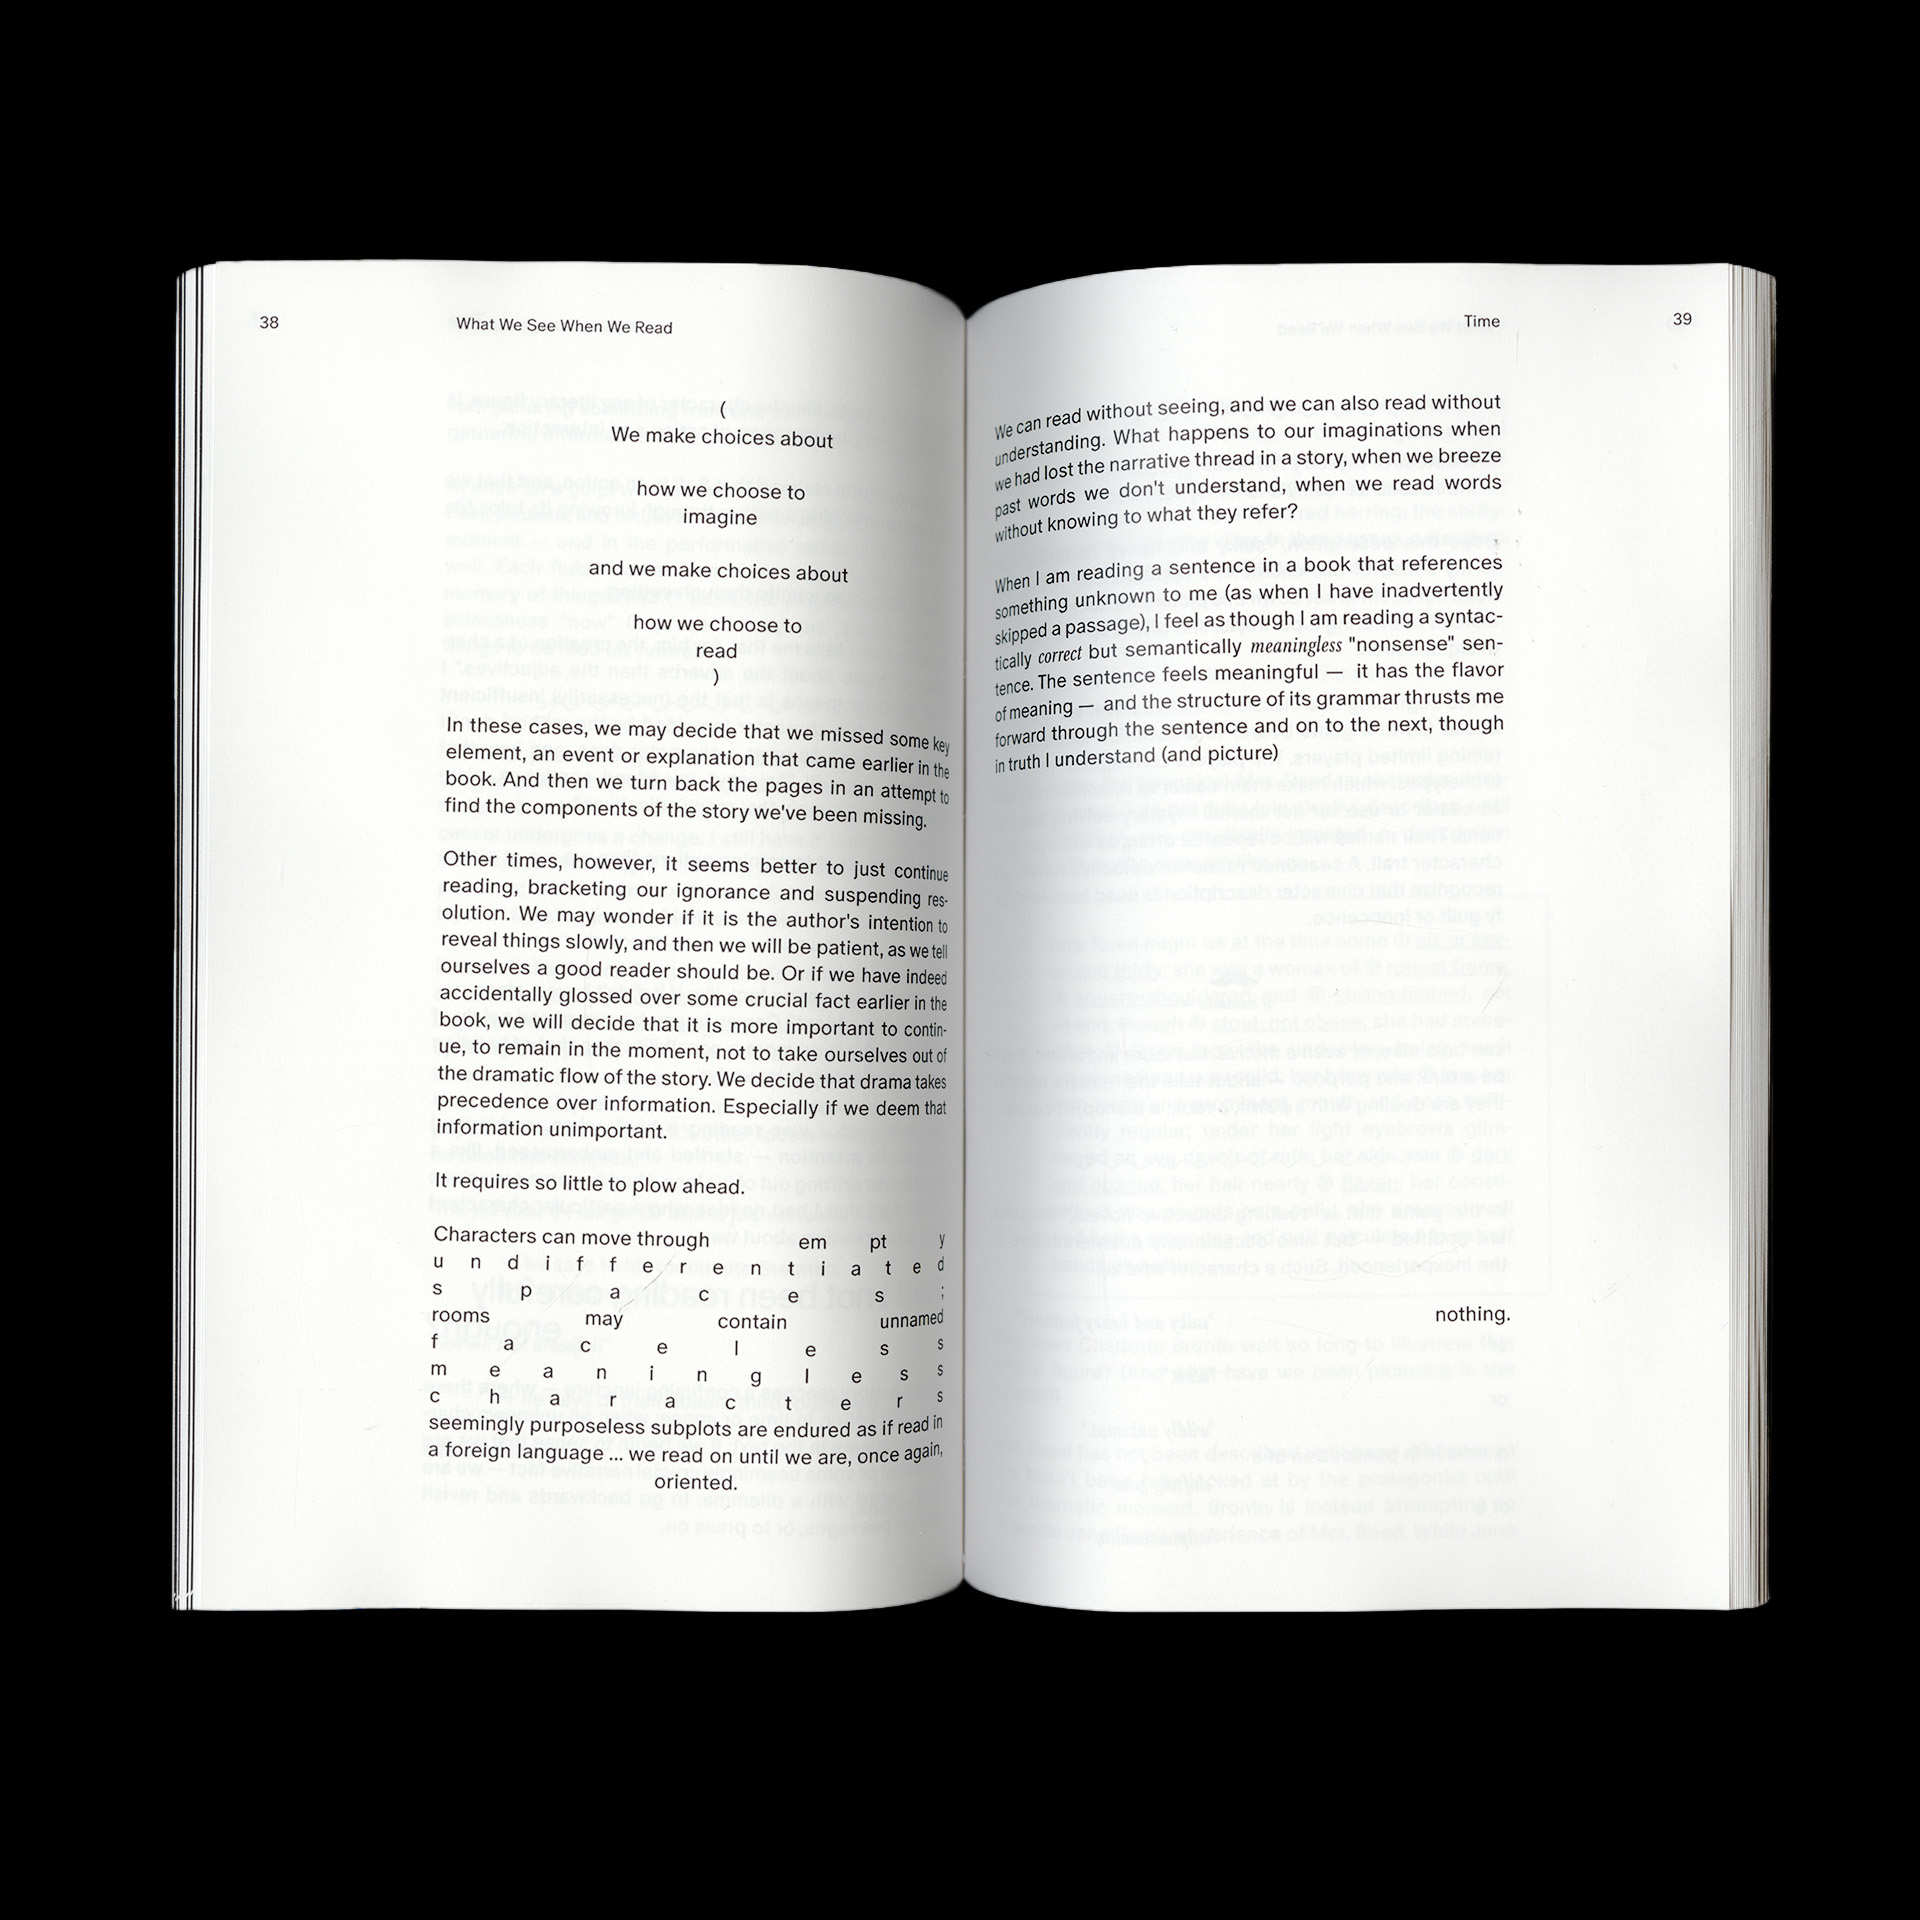 38
What We See When We Read
(
We make choices about
how we choose to
imagine
and we make choices about
how we choose to
read
)
In these cases, we may decide that we missed some key
element, an event or explanation that came earlier in the
book. And then we turn back the pages in an attempt to
find the components of the story we've been missing.
Other times, however, it seems better to just continue
reading, bracketing our ignorance and suspending res-
olution. We may wonder if it is the author's intention to
reveal things slowly, and then we will be patient, as we tell
ourselves a good reader should be. Or if we have indeed
accidentally glossed over some crucial fact earlier in the
book, we will decide that it is more important to contin-
ue, to remain in the moment, not to take ourselves out of
the dramatic flow of the story. We decide that drama takes
precedence over information. Especially if we deem that
information unimportant.
It requires so little to plow ahead.
Characters can move through em pt y
u n d i f f e r e n t i a t e d
s p a c e s ;
rooms may contain unnamed
f a c e l e s s
m e a n i n g l e s s
c h a r a c t e r s
seemingly purposeless subplots are endured as if read in
a foreign language ... we read on until we are, once again,
oriented.
Time
39
We can read without seeing, and we can also read without
understanding. What happens to our imaginations when
we had lost the narrative thread in a story, when we breeze
past words we don't understand, when we read words
without knowing to what they refer?
When I am reading a sentence in a book that references
something unknown to me (as when I have inadvertently
skipped a passage), I feel as though I am reading a syntac-
tically correct but semantically meaningless "nonsense" sen-
tence. The sentence feels meaningful — it has the flavor
of meaning — and the structure of its grammar thrusts me
forward through the sentence and on to the next, though
in truth I understand (and picture)
nothing.